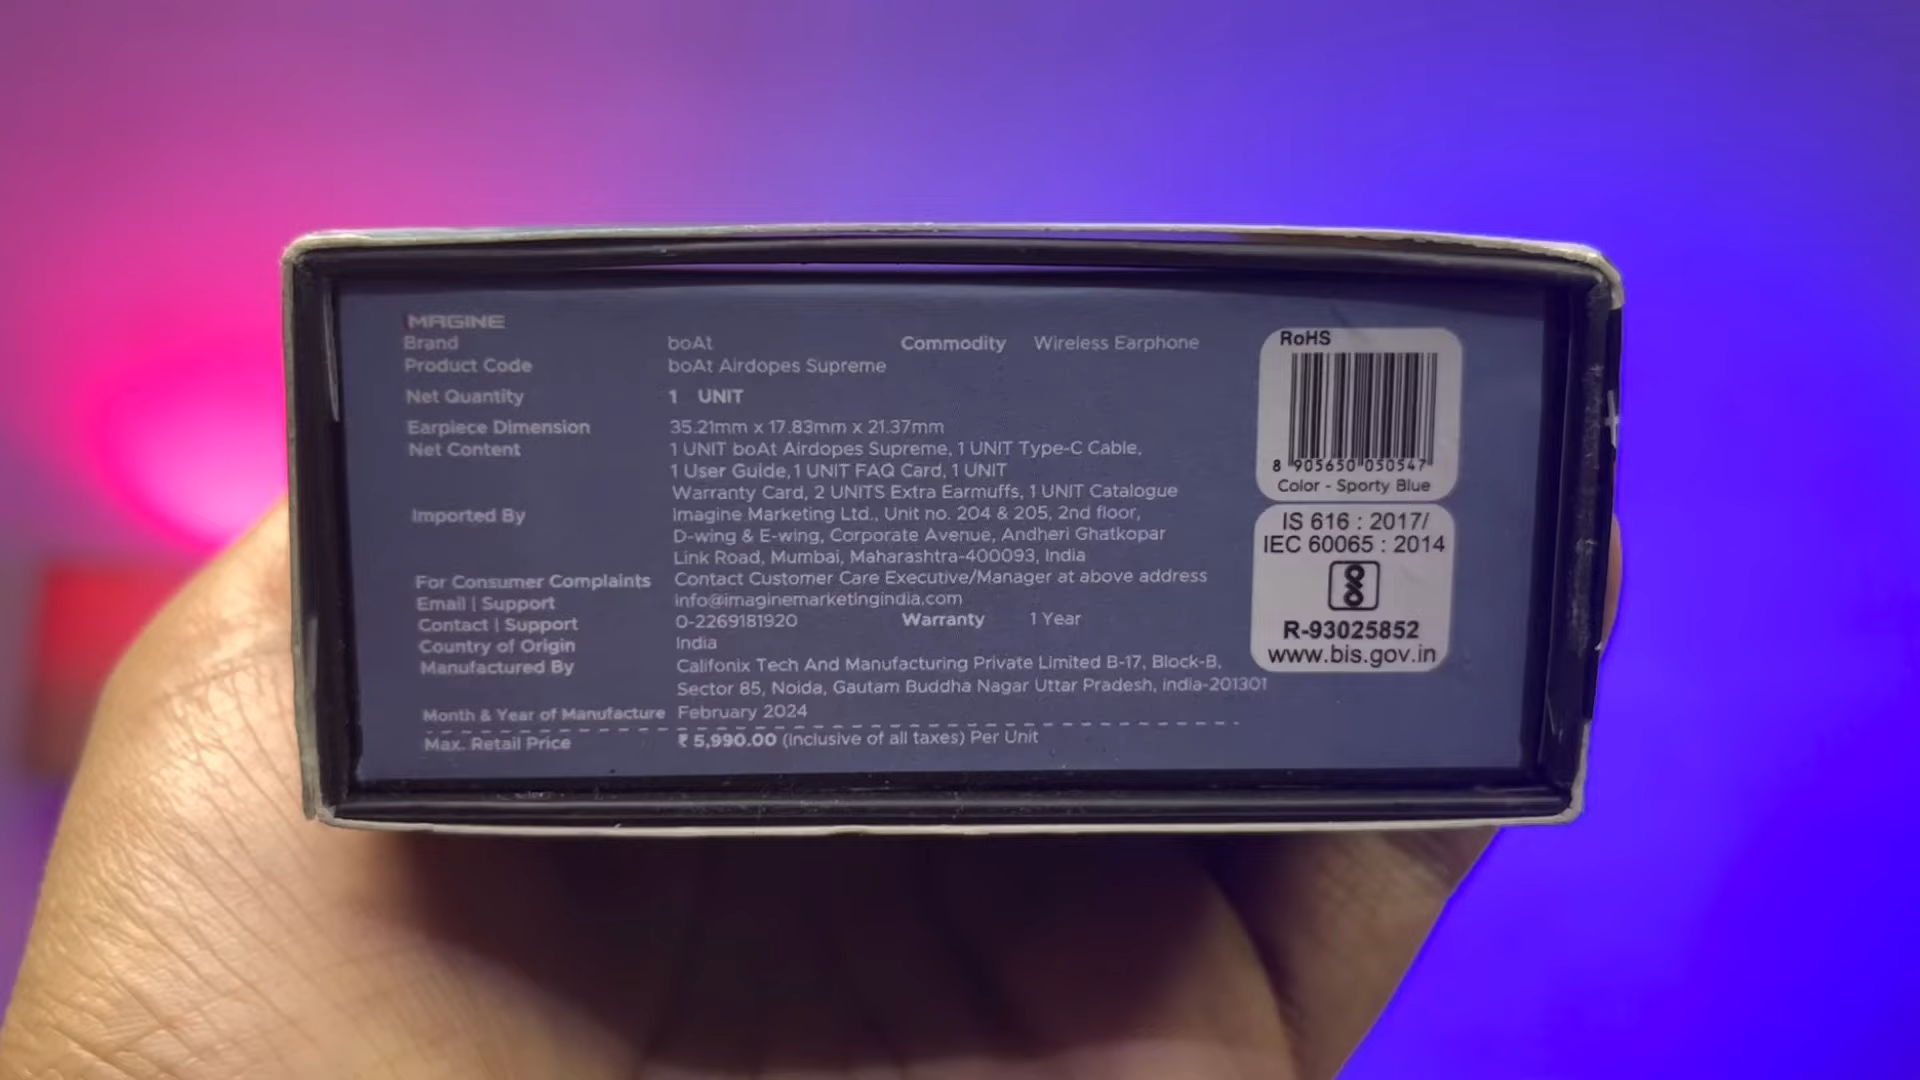 IMAGINE
Brand boAt Commodity Wireless Earphone
Product Code boAt Airdopes Supreme
Net Quantity 1 UNIT
Earpiece Dimension 35.21mm x 17.83mm x 21.37mm
Net Content 1 UNIT boAt Airdopes Supreme, 1 UNIT Type-C Cable,
1 User Guide, 1 UNIT FAQ Card, 1 UNIT
Warranty Card, 2 UNITS Extra Earmuffs, 1 UNIT Catalogue
Imported By Imagine Marketing Ltd., Unit no. 204 & 205, 2nd floor,
D-wing & E-wing, Corporate Avenue, Andheri Ghatkopar
Link Road, Mumbai, Maharashtra-400093, India
For Consumer Complaints Contact Customer Care Executive/Manager at above address
Email | Support info@imaginemarketingindia.com
Contact | Support 0-2269181920 Warranty 1 Year
Country of Origin India
Manufactured By Califonix Tech And Manufacturing Private Limited B-17, Block-B,
Sector 85, Noida, Gautam Buddha Nagar Uttar Pradesh, india-201301
Month & Year of Manufacture February 2024
Max. Retail Price ₹ 5,990.00 (Inclusive of all taxes) Per Unit
RoHS
8 905650 050547
Color - Sporty Blue
IS 616 : 2017/
IEC 60065 : 2014
R-93025852
www.bis.gov.in